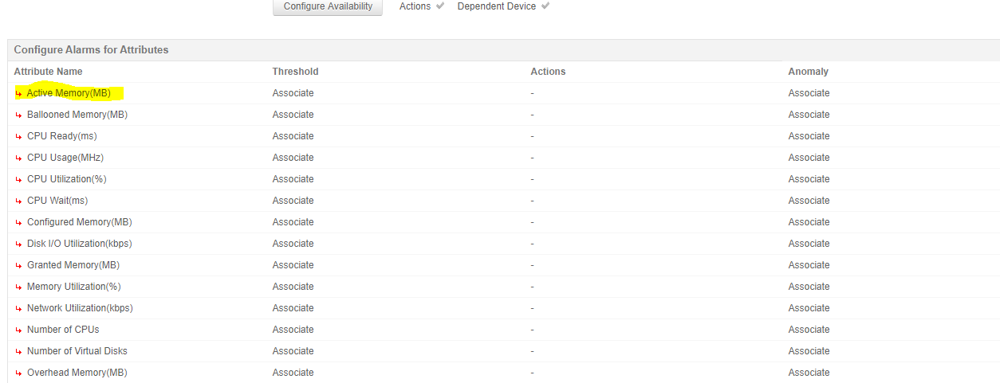 Configure Availability Actions Dependent Device
Configure Alarms for Attributes
Attribute Name Threshold Actions Anomaly
Active Memory(MB) Associate - Associate
Ballooned Memory(MB) Associate - Associate
CPU Ready(ms) Associate - Associate
CPU Usage(MHz) Associate - Associate
CPU Utilization(%) Associate - Associate
CPU Wait(ms) Associate - Associate
Configured Memory(MB) Associate - Associate
Disk I/O Utilization(kbps) Associate - Associate
Granted Memory(MB) Associate - Associate
Memory Utilization(%) Associate - Associate
Network Utilization(kbps) Associate - Associate
Number of CPUs Associate - Associate
Number of Virtual Disks Associate - Associate
Overhead Memory(MB) Associate - Associate